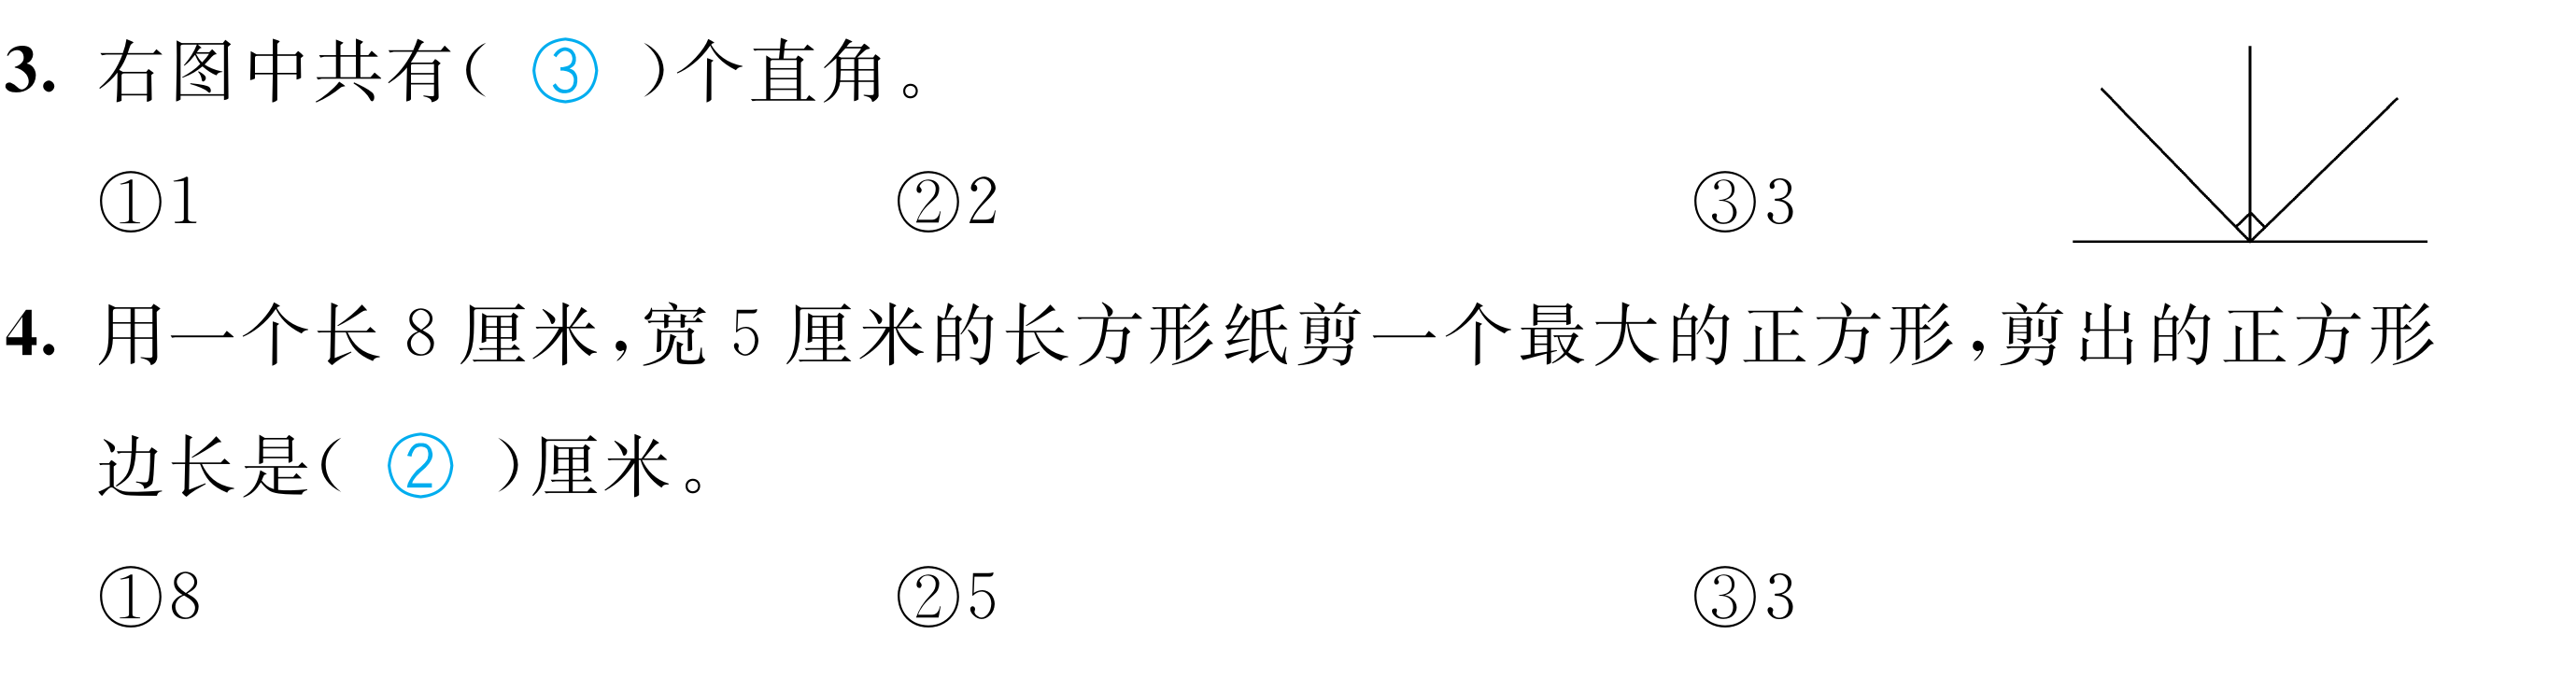 3. 右图中共有( ③ )个直角。
①1 ②2 ③3
4. 用一个长 8 厘米,宽 5 厘米的长方形纸剪一个最大的正方形,剪出的正方形
边长是( ② )厘米。
①8 ②5 ③3